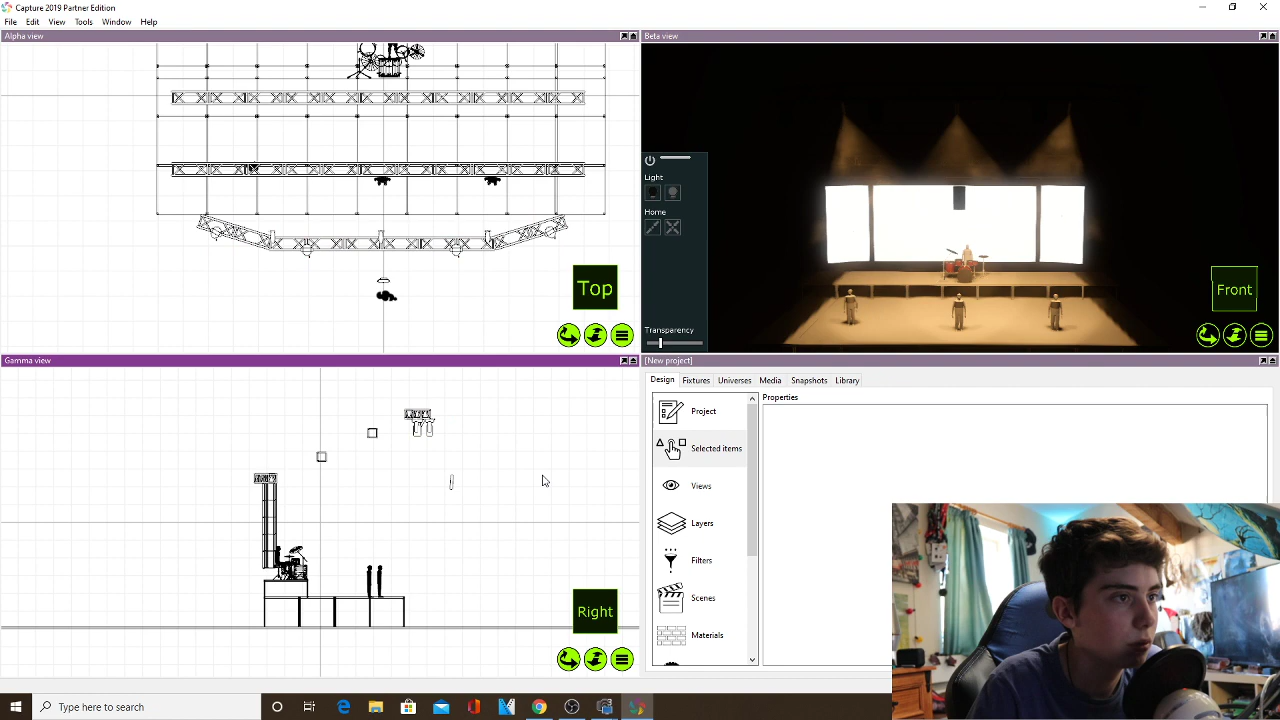 Capture 2019 Partner Edition
File Edit View Tools Window Help
Alpha view
Beta view
Top
Light
Home
Transparency
Front
Gamma view
[New project]
Right
Design Fixtures Universes Media Snapshots Library
Project
Selected items
Views
Layers
Filters
Scenes
Materials
Properties
Type here to search